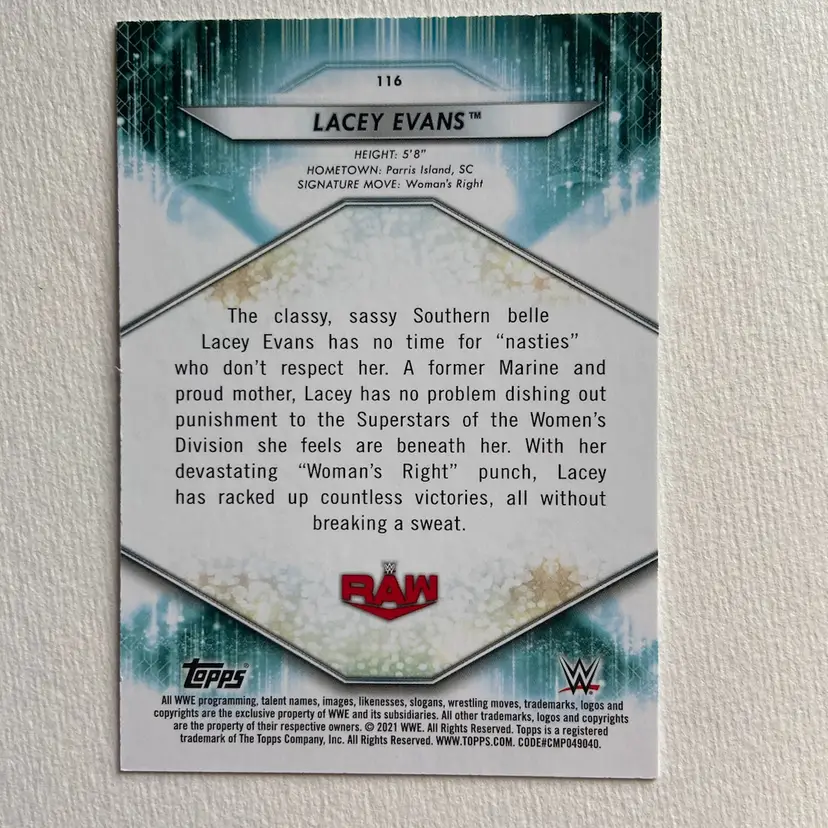 116
LACEY EVANS™
HEIGHT: 5'8"
HOMETOWN: Parris Island, SC
SIGNATURE MOVE: Woman's Right
The classy, sassy Southern belle
Lacey Evans has no time for “nasties”
who don’t respect her. A former Marine and
proud mother, Lacey has no problem dishing out
punishment to the Superstars of the Women’s
Division she feels are beneath her. With her
devastating “Woman’s Right” punch, Lacey
has racked up countless victories, all without
breaking a sweat.
W
RAW
Topps®
W
All WWE programming, talent names, images, likenesses, slogans, wrestling moves, trademarks, logos and
copyrights are the exclusive property of WWE and its subsidiaries. All other trademarks, logos and copyrights
are the property of their respective owners. © 2021 WWE. All Rights Reserved. Topps is a registered
trademark of The Topps Company, Inc. All Rights Reserved. WWW.TOPPS.COM. CODE#CMP049040.